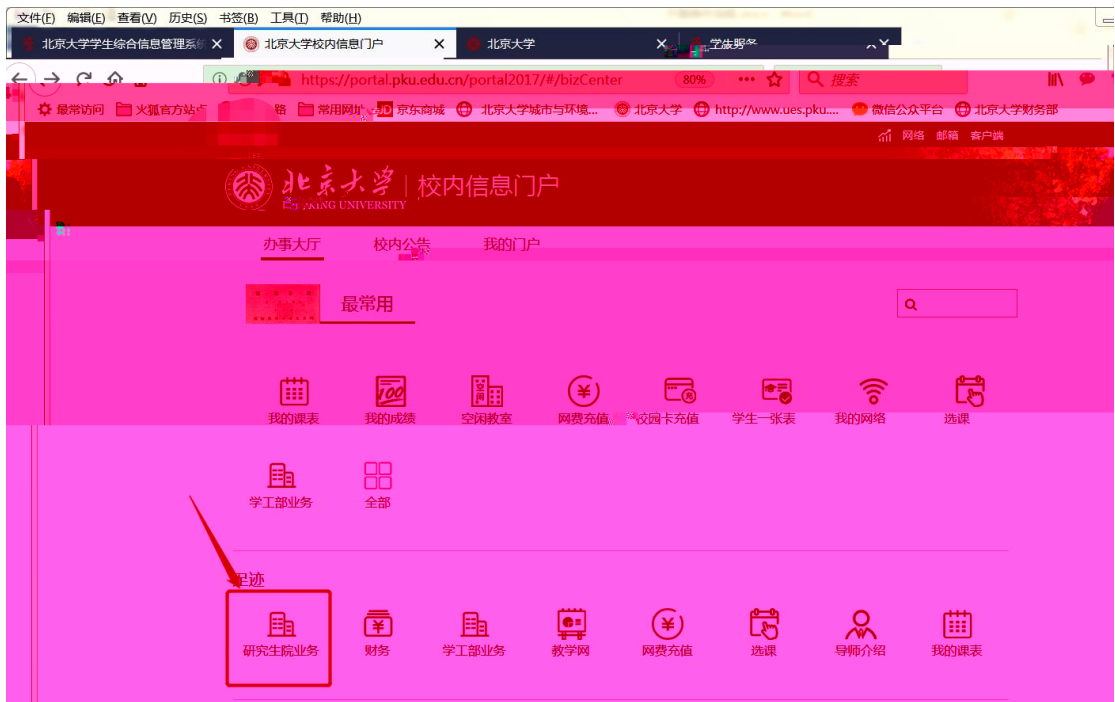 文件(F) 编辑(E) 查看(V) 历史(S) 书签(B) 工具(T) 帮助(H)
北京大学学生综合信息管理系统 × 北京大学校内信息门户 × 北京大学 ×
https://portal.pku.edu.cn/portal2017/#/bizCenter 80% 搜索
最常访问 火狐官方站点 常用网址 JD 京东商城 北京大学城市与环境... 北京大学 http://www.ues.pku.... 微信公众平台 北京大学财务部
网络 邮箱 客户端
北京大学 校内信息门户
PEKING UNIVERSITY
办事大厅 校内公告 我的门户
最常用
我的课表 我的成绩 空闲教室 网费充值 校园卡充值 学生一张表 我的网络 选课
学工部业务 全部
足迹
研究生院业务 财务 学工部业务 教学网 网费充值 选课 导师介绍 我的课表